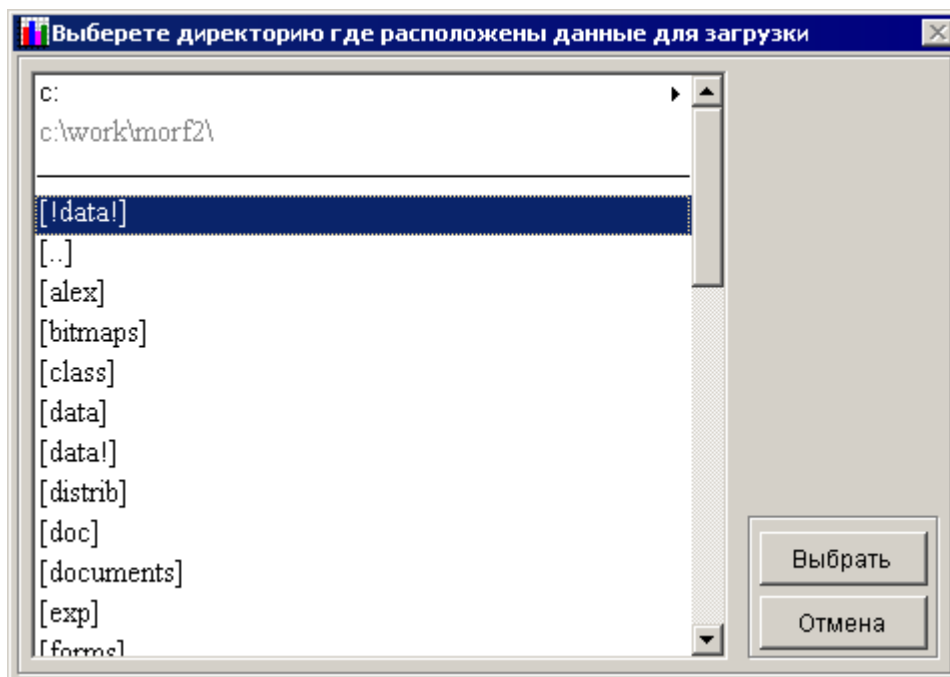 Выберете директорию где расположены данные для загрузки
c:
c:\work\morf2\
[!data!]
[..]
[alex]
[bitmaps]
[class]
[data]
[data!]
[distrib]
[doc]
[documents]
[exp]
[forms]
Выбрать
Отмена